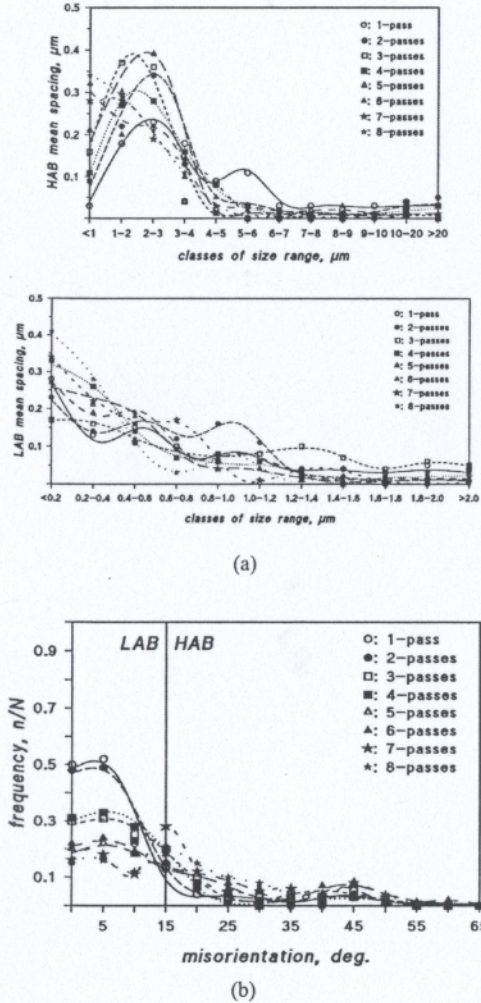 HAB mean spacing, µm
0.5
0.4
0.3
0.2
0.1
<1 1-2 2-3 3-4 4-5 5-6 6-7 7-8 8-9 9-10 10-20 >20
classes of size range, µm
○: 1-pass
●: 2-passes
□: 3-passes
■: 4-passes
△: 5-passes
▲: 6-passes
★: 7-passes
*: 8-passes
LAB mean spacing, µm
0.5
0.4
0.3
0.2
0.1
<0.2 0.2-0.4 0.4-0.6 0.6-0.8 0.8-1.0 1.0-1.2 1.2-1.4 1.4-1.6 1.6-1.8 1.8-2.0 >2.0
classes of size range, µm
○: 1-pass
●: 2-passes
□: 3-passes
■: 4-passes
△: 5-passes
▲: 6-passes
★: 7-passes
*: 8-passes
(a)
frequency, n/N
0.9
0.7
0.5
0.3
0.1
LAB HAB
○: 1-pass
●: 2-passes
□: 3-passes
■: 4-passes
△: 5-passes
▲: 6-passes
★: 7-passes
*: 8-passes
5 15 25 35 45 55 65
misorientation, deg.
(b)